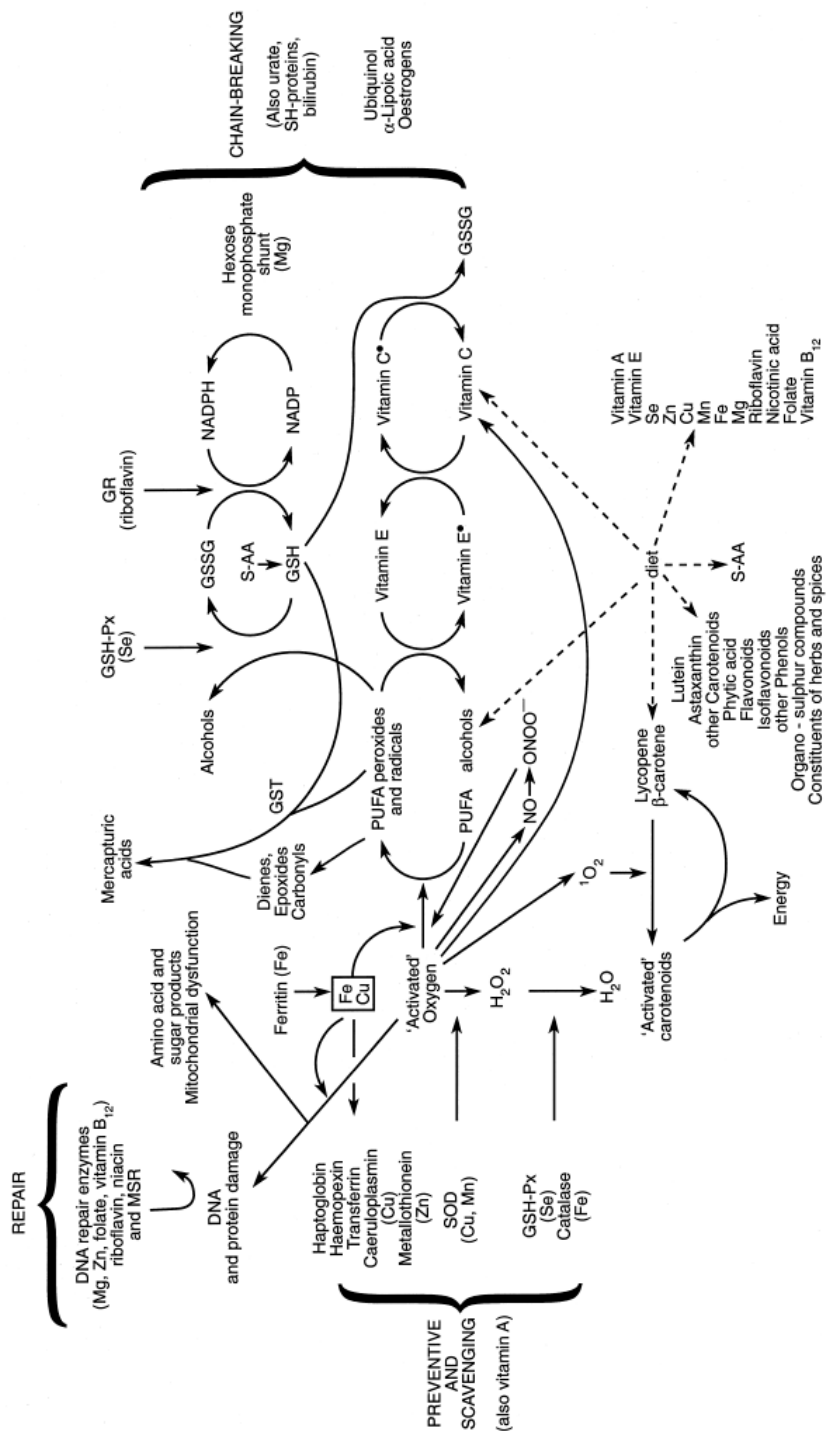 REPAIR
DNA repair enzymes
(Mg, Zn, folate, vitamin B12)
riboflavin, niacin
and MSR
DNA
and protein damage
Amino acid and
sugar products
Mitochondrial dysfunction
Mercapturic
acids
Alcohols
GSH-Px
(Se)
GR
(riboflavin)
GSSG
S-AA
GSH
NADPH
NADP
Hexose
monophosphate
shunt
(Mg)
CHAIN-BREAKING
(Also urate,
SH-proteins,
bilirubin)
Ubiquinol
α-Lipoic acid
Oestrogens
GST
Dienes,
Epoxides
Carbonyls
PUFA peroxides
and radicals
Vitamin E
Vitamin C•
GSSG
PUFA
alcohols
Vitamin E•
Vitamin C
Ferritin (Fe)
Fe
Cu
'Activated'
Oxygen
NO
ONOO—
Haptoglobin
Haemopexin
Transferrin
Caeruloplasmin
(Cu)
Metallothionein
(Zn)
SOD
(Cu, Mn)
GSH-Px
(Se)
Catalase
(Fe)
PREVENTIVE
AND
SCAVENGING
(also vitamin A)
H2O2
H2O
1O2
'Activated'
carotenoids
Energy
Lycopene
β-carotene
diet
Lutein
Astaxanthin
other Carotenoids
Phytic acid
Flavonoids
Isoflavonoids
other Phenols
Organo - sulphur compounds
Constituents of herbs and spices
S-AA
Vitamin A
Vitamin E
Se
Zn
Cu
Mn
Fe
Mg
Riboflavin
Nicotinic acid
Folate
Vitamin B12